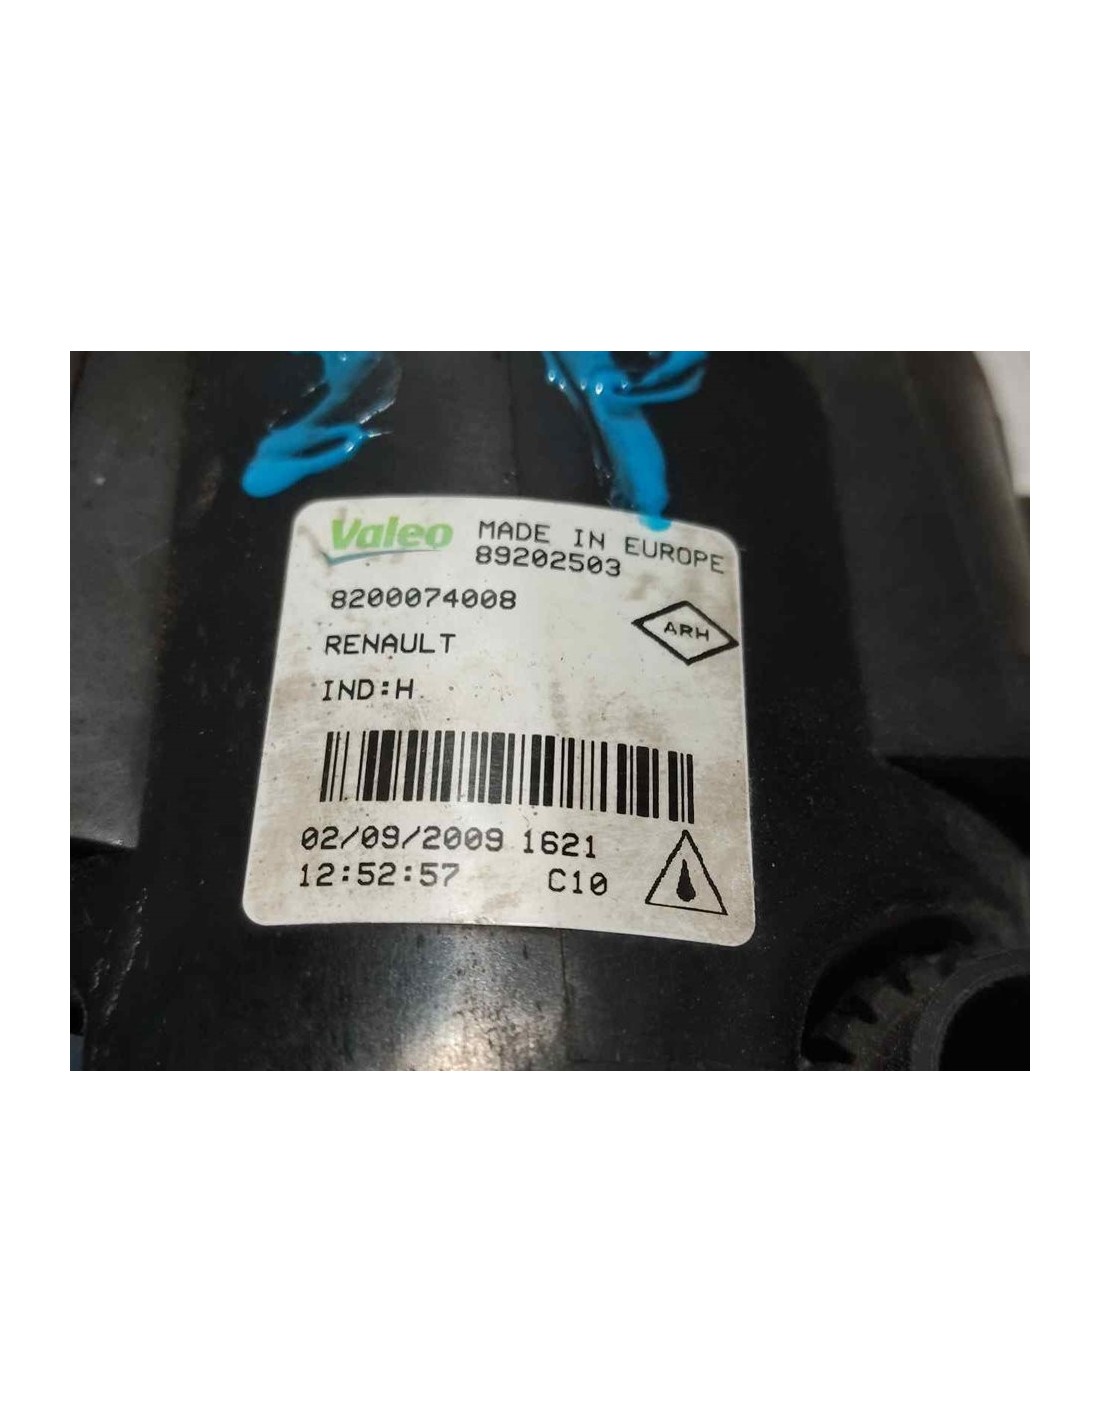 Valeo MADE IN EUROPE
89202503
8200074008
ARH
RENAULT
IND:H
02/09/2009 1621
12:52:57 C10